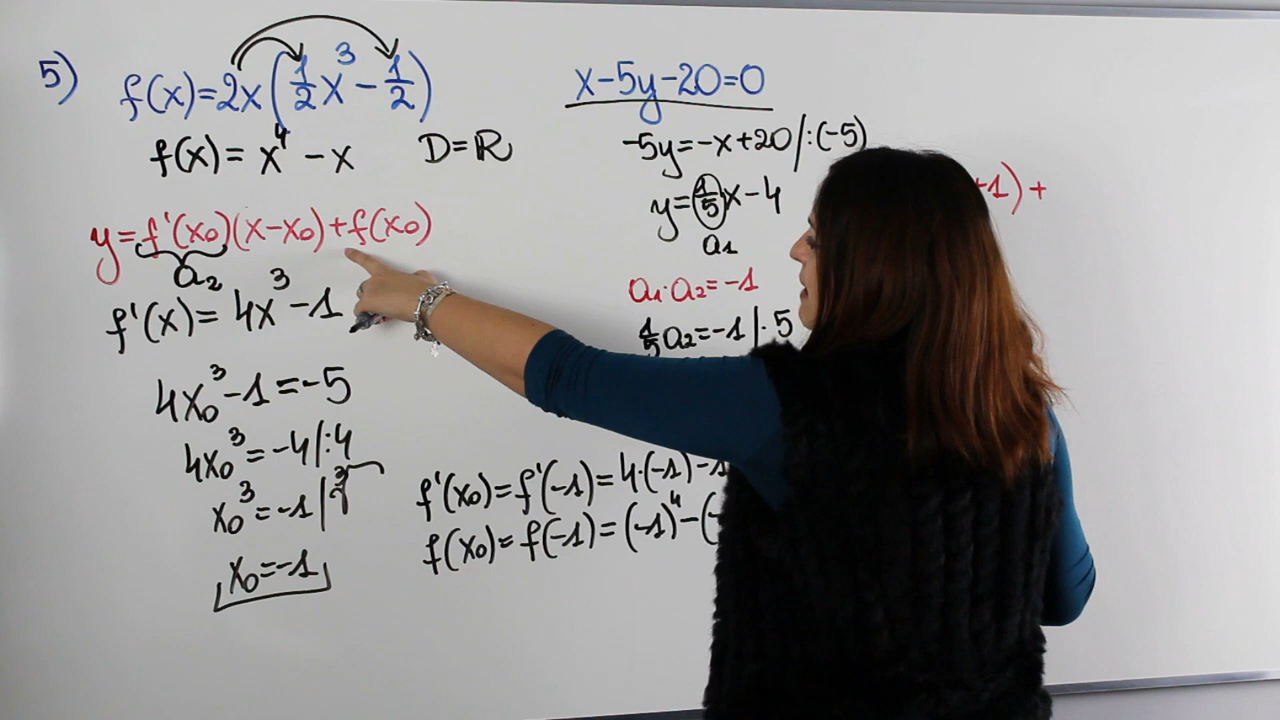 5)
f(x)=2x(1/2x³-1/2)
f(x)=x⁴-x D=ℝ
y=f'(x₀)(x-x₀)+f(x₀)
a₂
f'(x)=4x³-1
4x₀³-1=-5
4x₀³=-4/:4
x₀³=-1|∛
x₀=-1
x-5y-20=0
-5y=-x+20/:(-5)
y=1/5x-4
a₁
a₁·a₂=-1
1/5a₂=-1|·5
f'(x₀)=f'(-1)=4·(-1)-1
f(x₀)=f(-1)=(-1)⁴-(-
+1)+